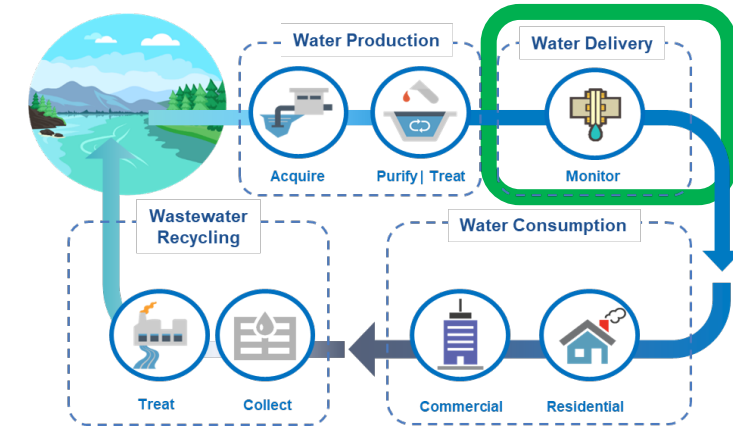 Water Production
Water Delivery
Acquire
Purify| Treat
Monitor
Wastewater
Recycling
Water Consumption
Treat
Collect
Commercial
Residential